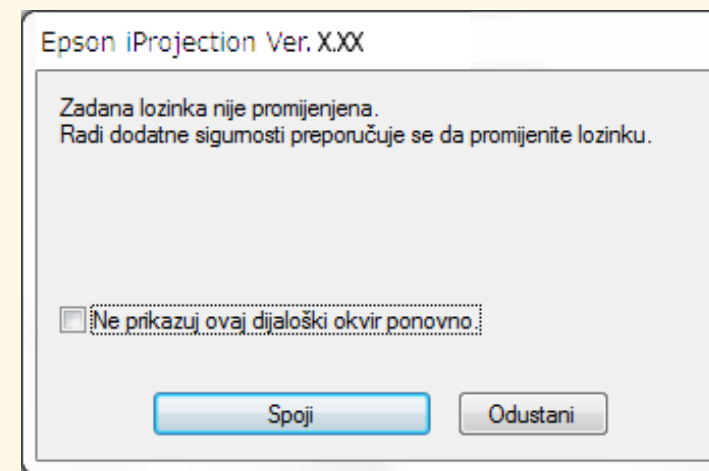 Epson iProjection Ver. X.XX
Zadana lozinka nije promijenjena.
Radi dodatne sigurnosti preporučuje se da promijenite lozinku.
Ne prikazuj ovaj dijaloški okvir ponovno.
Spoji
Odustani